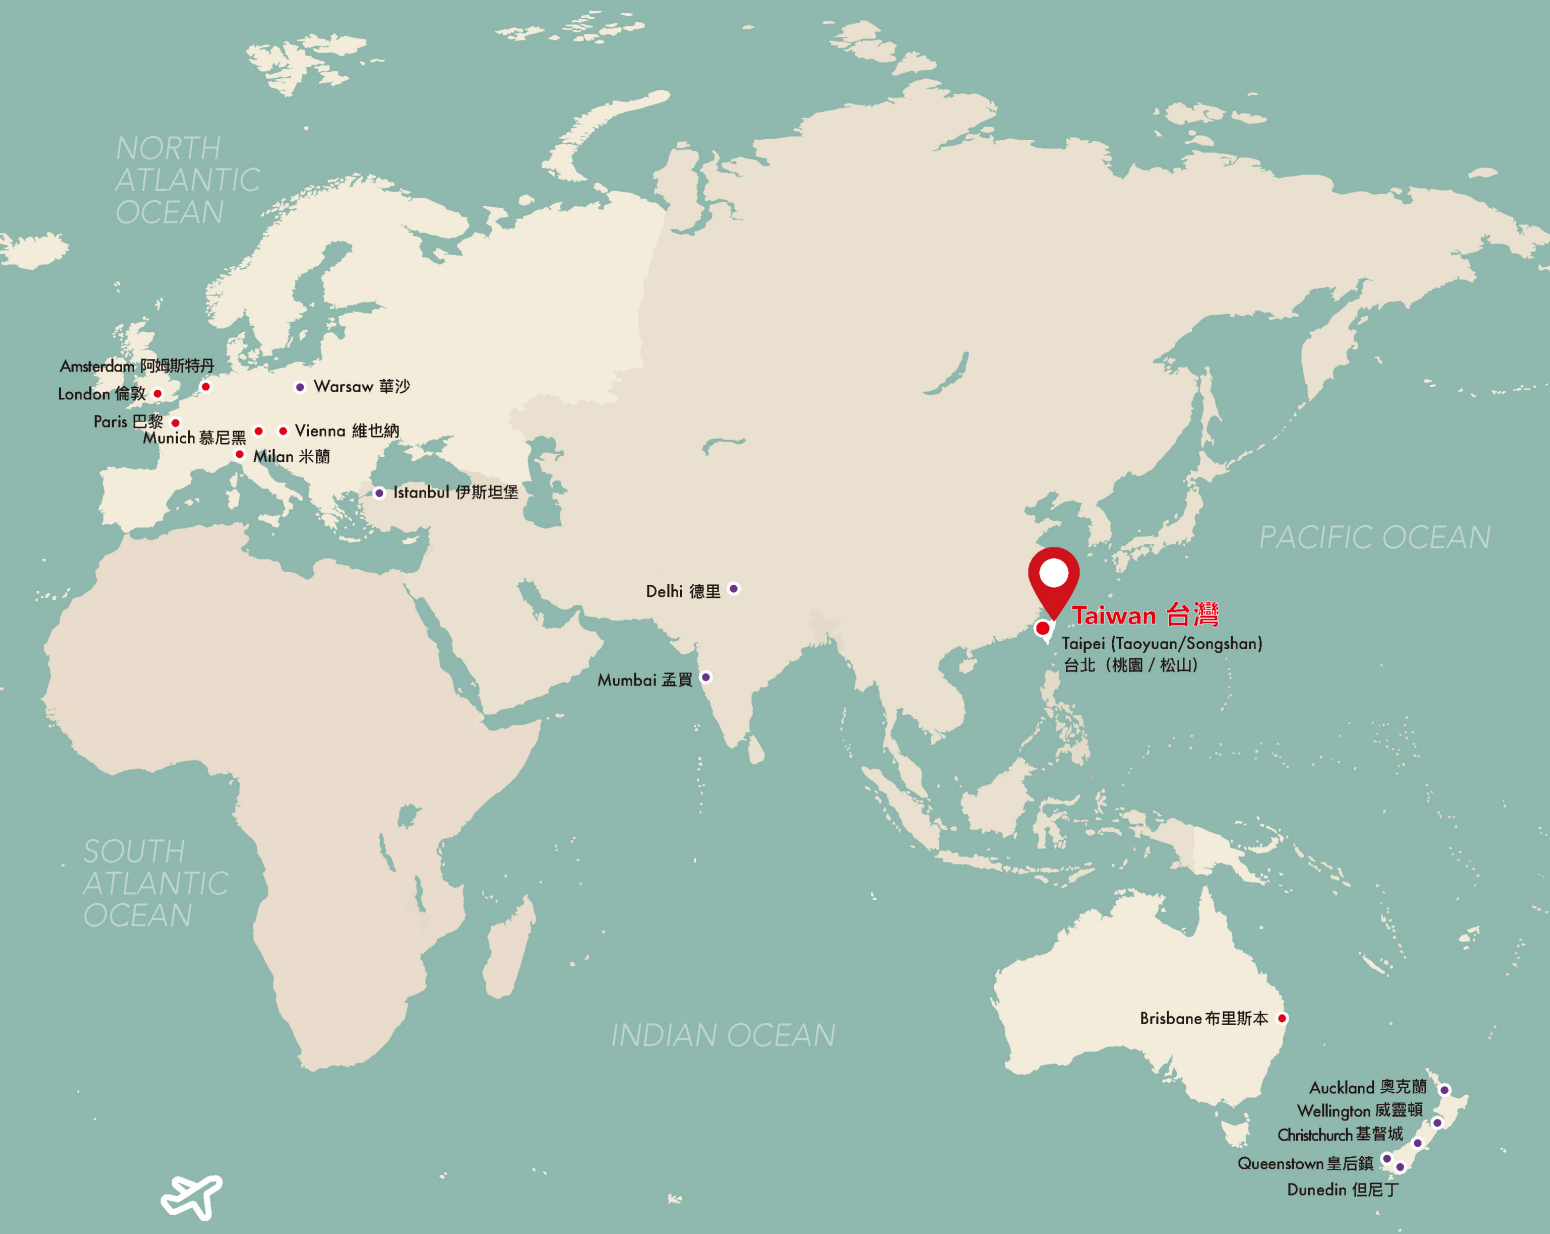 NORTH
ATLANTIC
OCEAN
Amsterdam 阿姆斯特丹
London 倫敦
Warsaw 華沙
Paris 巴黎
Munich 慕尼黑
Vienna 維也納
Milan 米蘭
Istanbul 伊斯坦堡
PACIFIC OCEAN
Delhi 德里
Taiwan 台灣
Taipei (Taoyuan/Songshan)
台北（桃園 / 松山）
Mumbai 孟買
SOUTH
ATLANTIC
OCEAN
INDIAN OCEAN
Brisbane 布里斯本
Auckland 奧克蘭
Wellington 威靈頓
Christchurch 基督城
Queenstown 皇后鎮
Dunedin 但尼丁